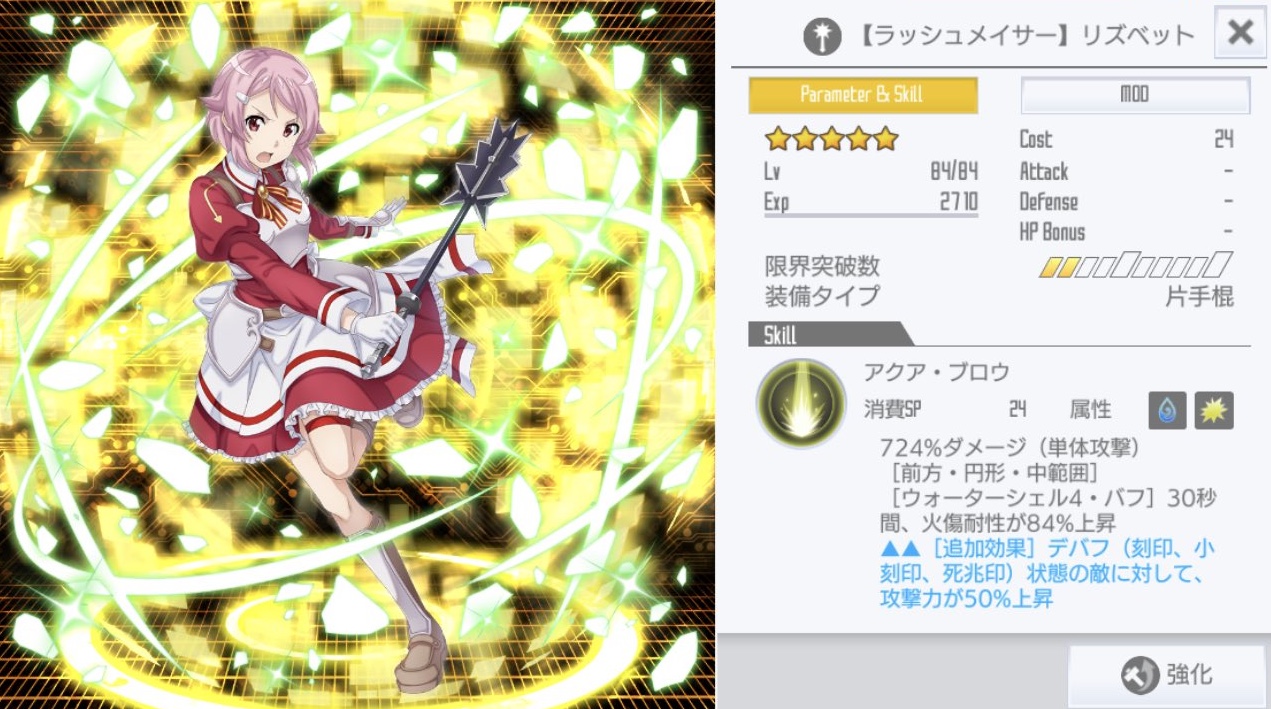 【ラッシュメイサー】リズベット
Parameter & Skill
MOD
Lv 84/84
Exp 2710
Cost 24
Attack -
Defense -
HP Bonus -
限界突破数
装備タイプ 片手棍
Skill
アクア・ブロウ
消費SP 24 属性
724%ダメージ（単体攻撃）
［前方・円形・中範囲］
［ウォーターシェル4・バフ］30秒
間、火傷耐性が84%上昇
▲▲［追加効果］デバフ（刻印、小
刻印、死兆印）状態の敵に対して、
攻撃力が50%上昇
強化